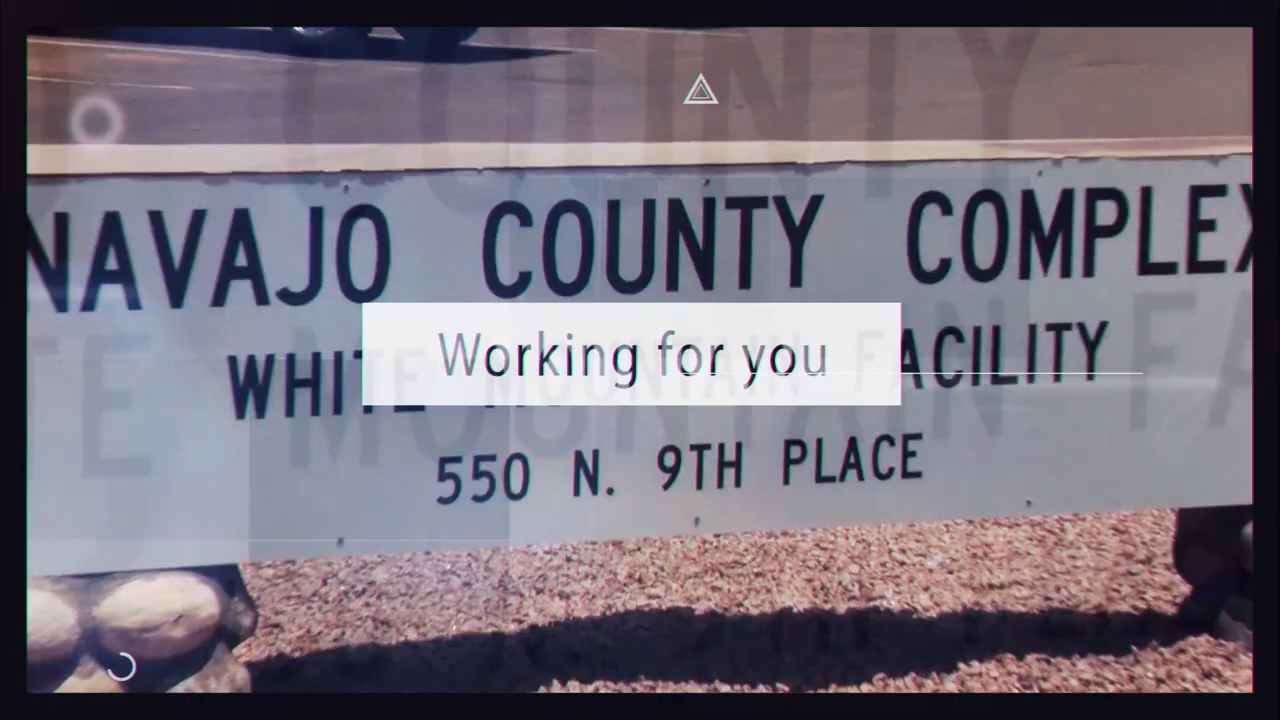 NAVAJO COUNTY COMPLEX
WHITE MOUNTAIN FACILITY
Working for you
550 N. 9TH PLACE